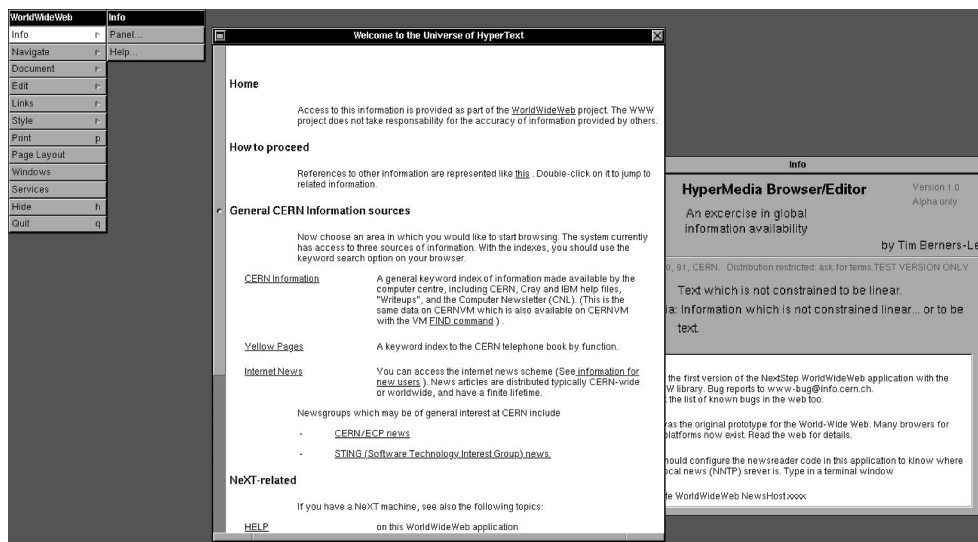 WorldWideWeb
Info
Navigate
Document
Edit
Links
Style
Print p
Page Layout
Windows
Services
Hide h
Quit q
Info
Panel...
Help...
Welcome to the Universe of HyperText
Home
Access to this information is provided as part of the WorldWideWeb project. The WWW
project does not take responsability for the accuracy of information provided by others.
How to proceed
References to other information are represented like this . Double-click on it to jump to
related information.
General CERN Information sources
Now choose an area in which you would like to start browsing. The system currently
has access to three sources of information. With the indexes, you should use the
keyword search option on your browser.
CERN Information A general keyword index of information made available by the
computer centre, including CERN, Cray and IBM help files,
"Writeups", and the Computer Newsletter (CNL). (This is the
same data on CERNVM which is also available on CERNVM
with the VM FIND command ) .
Yellow Pages A keyword index to the CERN telephone book by function.
Internet News You can access the internet news scheme (See information for
new users ). News articles are distributed typically CERN-wide
or worldwide, and have a finite lifetime.
Newsgroups which may be of general interest at CERN include
- CERN/ECP news
- STING (Software Technology Interest Group) news.
NeXT-related
If you have a NeXT machine, see also the following topics:
HELP on this WorldWideWeb application
Info
HyperMedia Browser/Editor Version 1.0
Alpha only
An excercise in global
information availability
by Tim Berners-Le
0, 91, CERN. Distribution restricted: ask for terms.TEST VERSION ONLY
Text which is not constrained to be linear.
ia: Information which is not constrained linear... or to be
text.
the first version of the NextStep WorldWideWeb application with the
W library. Bug reports to www-bug@info.cern.ch.
the list of known bugs in the web too.
was the original prototype for the World-Wide Web. Many browers for
platforms now exist. Read the web for details.
hould configure the newsreader code in this application to klnow where
ocal news (NNTP) srever is. Type in a terminal window
te WorldWideWeb NewsHost xxxx